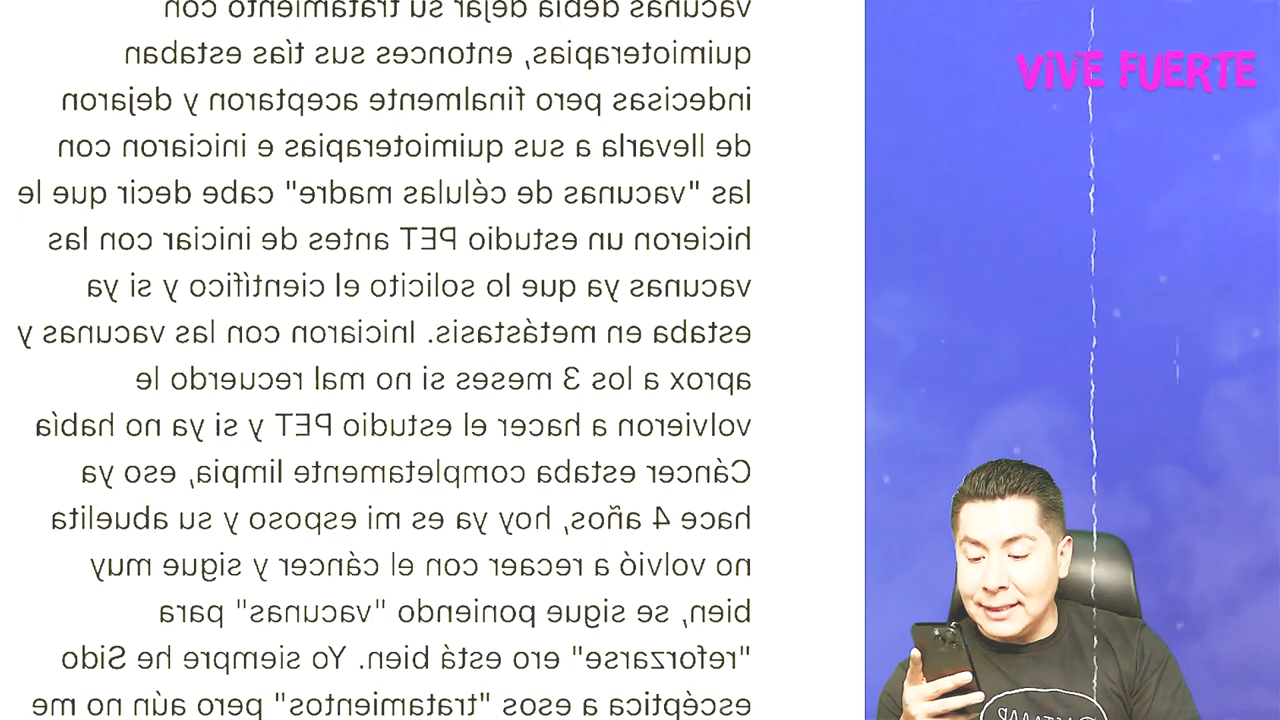 vacunas debía dejar su tratamiento con
quimioterapias, entonces sus tías estaban
indecisas pero finalmente aceptaron y dejaron
de llevarla a sus quimioterapias e iniciaron con
las "vacunas de células madre" cabe decir que le
hicieron un estudio PET antes de iniciar con las
vacunas ya que lo solicito el científico y si ya
estaba en metástasis. Iniciaron con las vacunas y
aprox a los 3 meses si no mal recuerdo le
volvieron a hacer el estudio PET y si ya no había
Cáncer estaba completamente limpia, eso ya
hace 4 años, hoy ya es mi esposo y su abuelita
no volvió a recaer con el cáncer y sigue muy
bien, se sigue poniendo "vacunas" para
"reforzarse" ero está bien. Yo siempre he Sido
escéptica a esos "tratamientos" pero aún no me
VIVE FUERTE